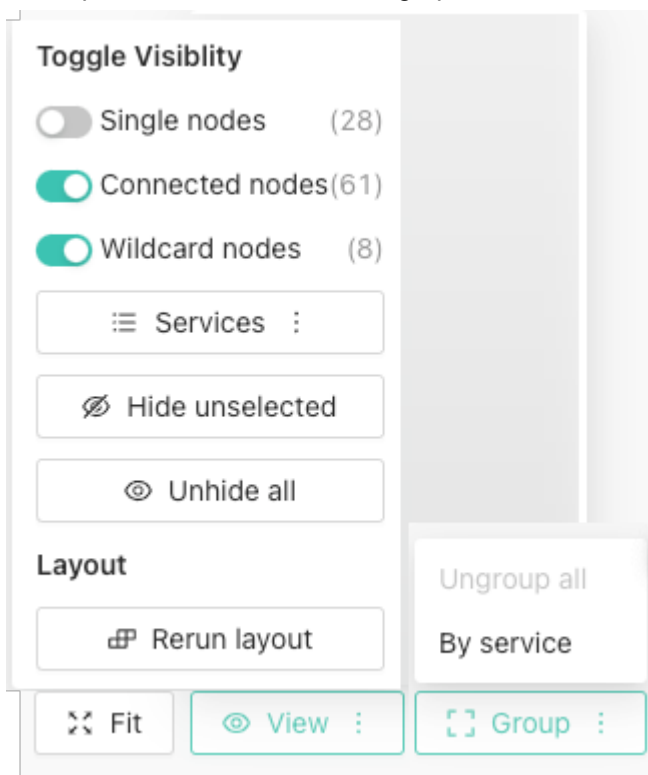 Toggle Visiblity
Single nodes (28)
Connected nodes(61)
Wildcard nodes (8)
Services
Hide unselected
Unhide all
Layout
Rerun layout
Ungroup all
By service
Fit
View
Group